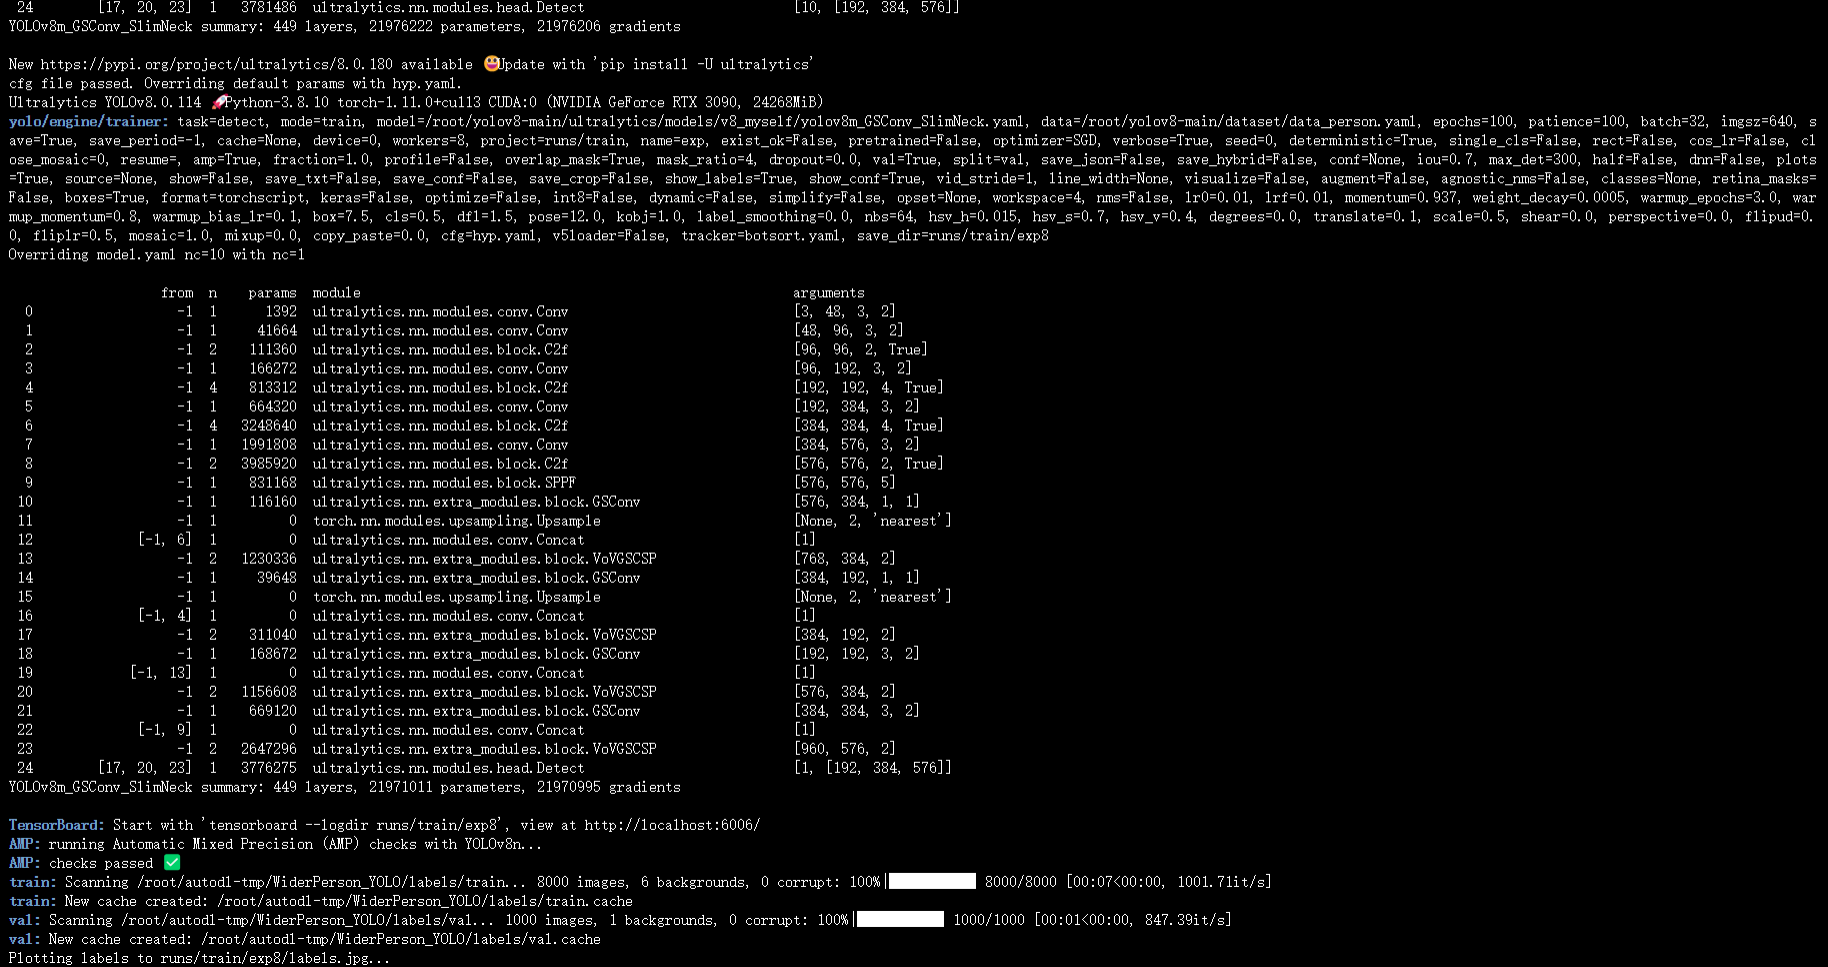 24 [17, 20, 23] 1 3781486 ultralytics.nn.modules.head.Detect [10, [192, 384, 576]]
YOLOv8m_GSConv_SlimNeck summary: 449 layers, 21976222 parameters, 21976206 gradients
New https://pypi.org/project/ultralytics/8.0.180 available 😃Update with 'pip install -U ultralytics'
cfg file passed. Overriding default params with hyp.yaml.
Ultralytics YOLOv8.0.114 🚀Python-3.8.10 torch-1.11.0+cu113 CUDA:0 (NVIDIA GeForce RTX 3090, 24268MiB)
yolo/engine/trainer: task=detect, mode=train, model=/root/yolov8-main/ultralytics/models/v8_myself/yolov8m_GSConv_SlimNeck.yaml, data=/root/yolov8-main/dataset/data_person.yaml, epochs=100, patience=100, batch=32, imgsz=640, s
ave=True, save_period=-1, cache=None, device=0, workers=8, project=runs/train, name=exp, exist_ok=False, pretrained=False, optimizer=SGD, verbose=True, seed=0, deterministic=True, single_cls=False, rect=False, cos_lr=False, cl
ose_mosaic=0, resume=, amp=True, fraction=1.0, profile=False, overlap_mask=True, mask_ratio=4, dropout=0.0, val=True, split=val, save_json=False, save_hybrid=False, conf=None, iou=0.7, max_det=300, half=False, dnn=False, plots
=True, source=None, show=False, save_txt=False, save_conf=False, save_crop=False, show_labels=True, show_conf=True, vid_stride=1, line_width=None, visualize=False, augment=False, agnostic_nms=False, classes=None, retina_masks=
False, boxes=True, format=torchscript, keras=False, optimize=False, int8=False, dynamic=False, simplify=False, opset=None, workspace=4, nms=False, lr0=0.01, lrf=0.01, momentum=0.937, weight_decay=0.0005, warmup_epochs=3.0, war
mup_momentum=0.8, warmup_bias_lr=0.1, box=7.5, cls=0.5, dfl=1.5, pose=12.0, kobj=1.0, label_smoothing=0.0, nbs=64, hsv_h=0.015, hsv_s=0.7, hsv_v=0.4, degrees=0.0, translate=0.1, scale=0.5, shear=0.0, perspective=0.0, flipud=0.
0, fliplr=0.5, mosaic=1.0, mixup=0.0, copy_paste=0.0, cfg=hyp.yaml, v5loader=False, tracker=botsort.yaml, save_dir=runs/train/exp8
Overriding model.yaml nc=10 with nc=1
from n params module arguments
0 -1 1 1392 ultralytics.nn.modules.conv.Conv [3, 48, 3, 2]
1 -1 1 41664 ultralytics.nn.modules.conv.Conv [48, 96, 3, 2]
2 -1 2 111360 ultralytics.nn.modules.block.C2f [96, 96, 2, True]
3 -1 1 166272 ultralytics.nn.modules.conv.Conv [96, 192, 3, 2]
4 -1 4 813312 ultralytics.nn.modules.block.C2f [192, 192, 4, True]
5 -1 1 664320 ultralytics.nn.modules.conv.Conv [192, 384, 3, 2]
6 -1 4 3248640 ultralytics.nn.modules.block.C2f [384, 384, 4, True]
7 -1 1 1991808 ultralytics.nn.modules.conv.Conv [384, 576, 3, 2]
8 -1 2 3985920 ultralytics.nn.modules.block.C2f [576, 576, 2, True]
9 -1 1 831168 ultralytics.nn.modules.block.SPPF [576, 576, 5]
10 -1 1 116160 ultralytics.nn.extra_modules.block.GSConv [576, 384, 1, 1]
11 -1 1 0 torch.nn.modules.upsampling.Upsample [None, 2, 'nearest']
12 [-1, 6] 1 0 ultralytics.nn.modules.conv.Concat [1]
13 -1 2 1230336 ultralytics.nn.extra_modules.block.VoVGSCSP [768, 384, 2]
14 -1 1 39648 ultralytics.nn.extra_modules.block.GSConv [384, 192, 1, 1]
15 -1 1 0 torch.nn.modules.upsampling.Upsample [None, 2, 'nearest']
16 [-1, 4] 1 0 ultralytics.nn.modules.conv.Concat [1]
17 -1 2 311040 ultralytics.nn.extra_modules.block.VoVGSCSP [384, 192, 2]
18 -1 1 168672 ultralytics.nn.extra_modules.block.GSConv [192, 192, 3, 2]
19 [-1, 13] 1 0 ultralytics.nn.modules.conv.Concat [1]
20 -1 2 1156608 ultralytics.nn.extra_modules.block.VoVGSCSP [576, 384, 2]
21 -1 1 669120 ultralytics.nn.extra_modules.block.GSConv [384, 384, 3, 2]
22 [-1, 9] 1 0 ultralytics.nn.modules.conv.Concat [1]
23 -1 2 2647296 ultralytics.nn.extra_modules.block.VoVGSCSP [960, 576, 2]
24 [17, 20, 23] 1 3776275 ultralytics.nn.modules.head.Detect [1, [192, 384, 576]]
YOLOv8m_GSConv_SlimNeck summary: 449 layers, 21971011 parameters, 21970995 gradients
TensorBoard: Start with 'tensorboard --logdir runs/train/exp8', view at http://localhost:6006/
AMP: running Automatic Mixed Precision (AMP) checks with YOLOv8n...
AMP: checks passed ✅
train: Scanning /root/autodl-tmp/WiderPerson_YOLO/labels/train... 8000 images, 6 backgrounds, 0 corrupt: 100%|██████████ 8000/8000 [00:07<00:00, 1001.71it/s]
train: New cache created: /root/autodl-tmp/WiderPerson_YOLO/labels/train.cache
val: Scanning /root/autodl-tmp/WiderPerson_YOLO/labels/val... 1000 images, 1 backgrounds, 0 corrupt: 100%|██████████ 1000/1000 [00:01<00:00, 847.39it/s]
val: New cache created: /root/autodl-tmp/WiderPerson_YOLO/labels/val.cache
Plotting labels to runs/train/exp8/labels.jpg...